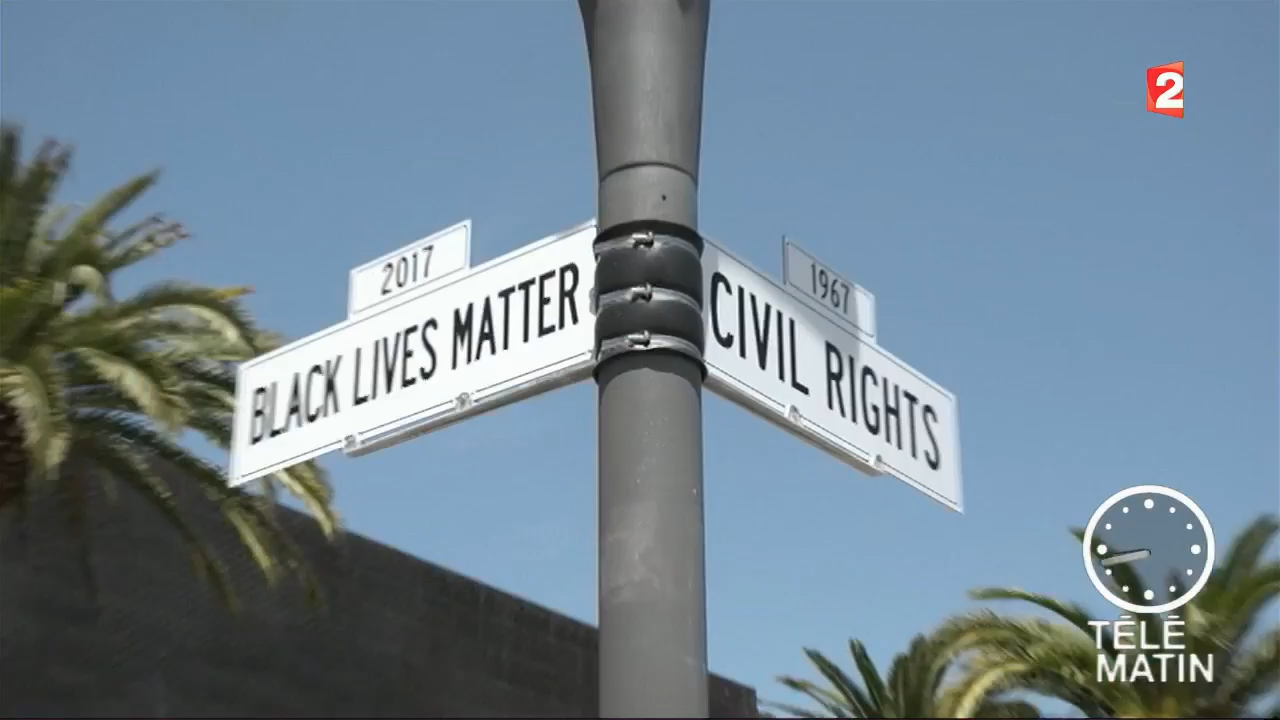 2
2017
BLACK LIVES MATTER
1967
CIVIL RIGHTS
TÉLÉ
MATIN